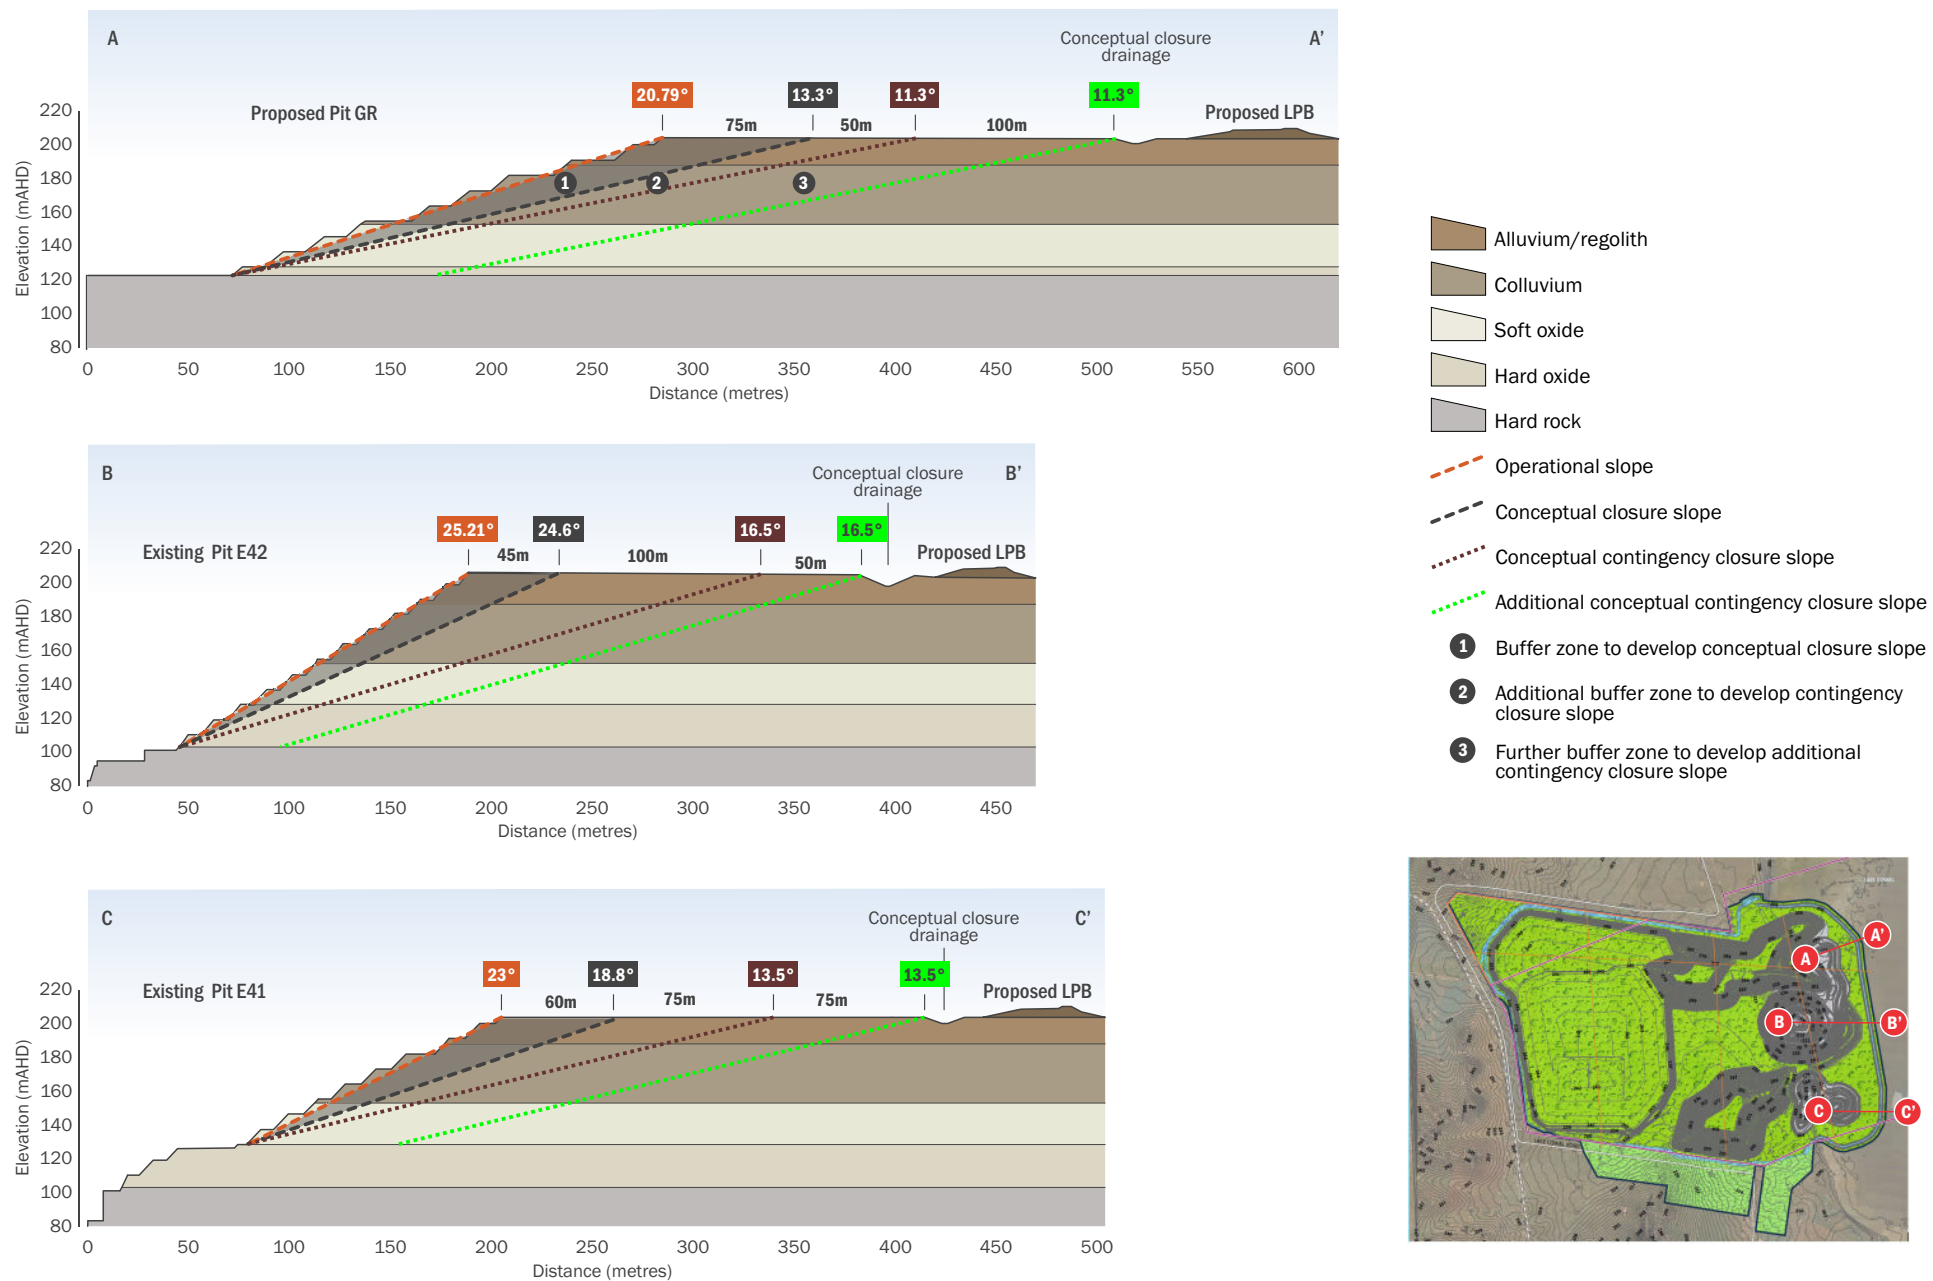 A
Conceptual closure
drainage
A'
20.79°
13.3°
11.3°
11.3°
Proposed Pit GR
75m
50m
100m
Proposed LPB
Elevation (mAHD)
220
200
180
160
140
120
100
80
1
2
3
0 50 100 150 200 250 300 350 400 450 500 550 600
Distance (metres)
B
Conceptual closure
drainage
B'
25.21°
24.6°
16.5°
16.5°
Existing Pit E42
45m
100m
50m
Proposed LPB
Elevation (mAHD)
220
200
180
160
140
120
100
80
0 50 100 150 200 250 300 350 400 450
Distance (metres)
C
Conceptual closure
drainage
C'
23°
18.8°
13.5°
13.5°
Existing Pit E41
60m
75m
75m
Proposed LPB
Elevation (mAHD)
220
200
180
160
140
120
100
80
0 50 100 150 200 250 300 350 400 450 500
Distance (metres)
Alluvium/regolith
Colluvium
Soft oxide
Hard oxide
Hard rock
Operational slope
Conceptual closure slope
Conceptual contingency closure slope
Additional conceptual contingency closure slope
1 Buffer zone to develop conceptual closure slope
2 Additional buffer zone to develop contingency
closure slope
3 Further buffer zone to develop additional
contingency closure slope
A
A'
B
B'
C
C'